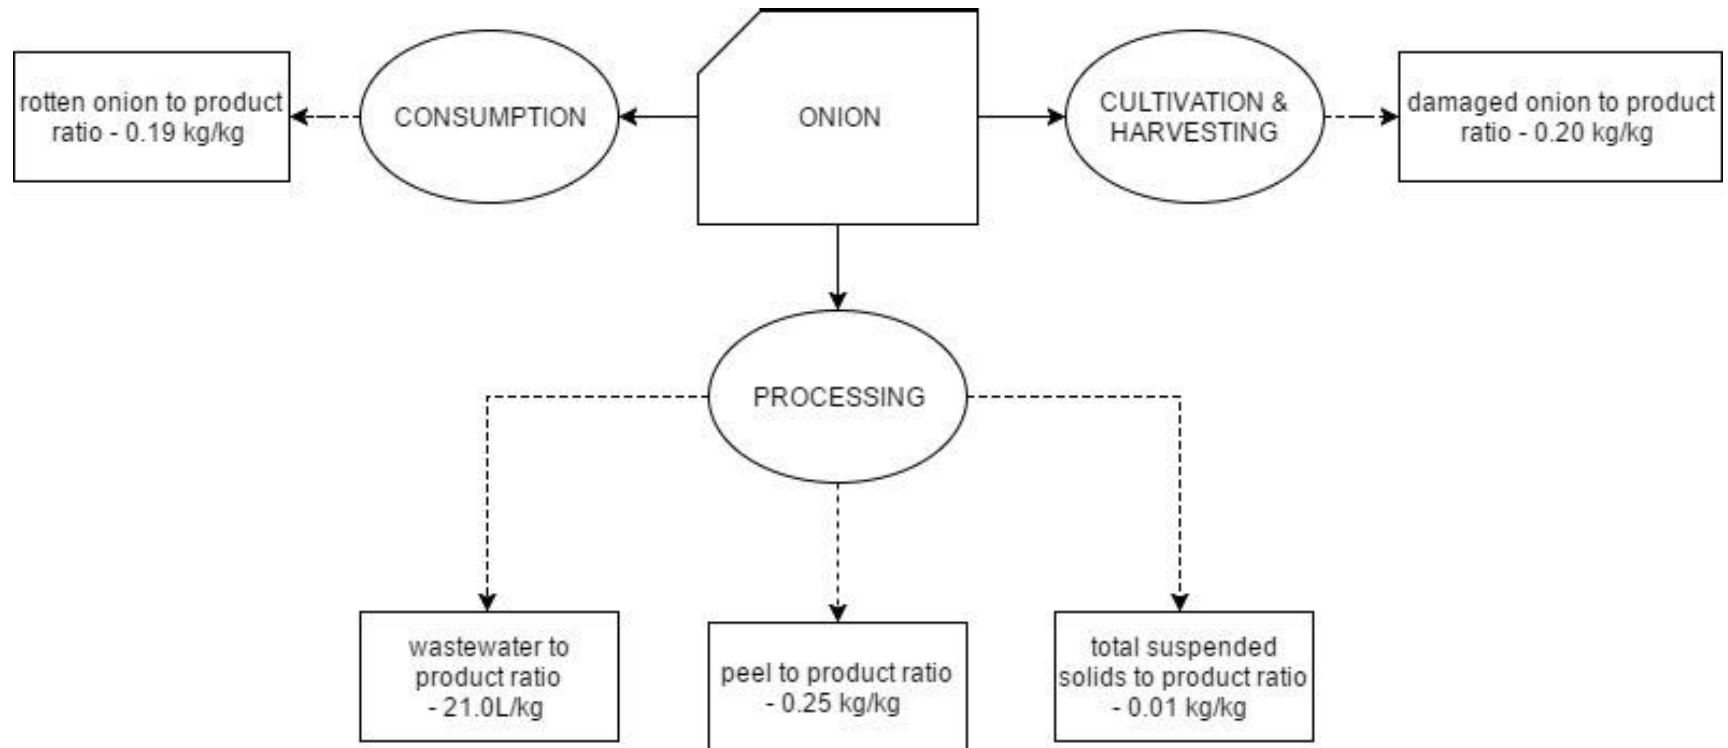 rotten onion to product
ratio - 0.19 kg/kg
CONSUMPTION
ONION
CULTIVATION &
HARVESTING
damaged onion to product
ratio - 0.20 kg/kg
PROCESSING
wastewater to
product ratio
- 21.0L/kg
peel to product ratio
- 0.25 kg/kg
total suspended
solids to product ratio
- 0.01 kg/kg